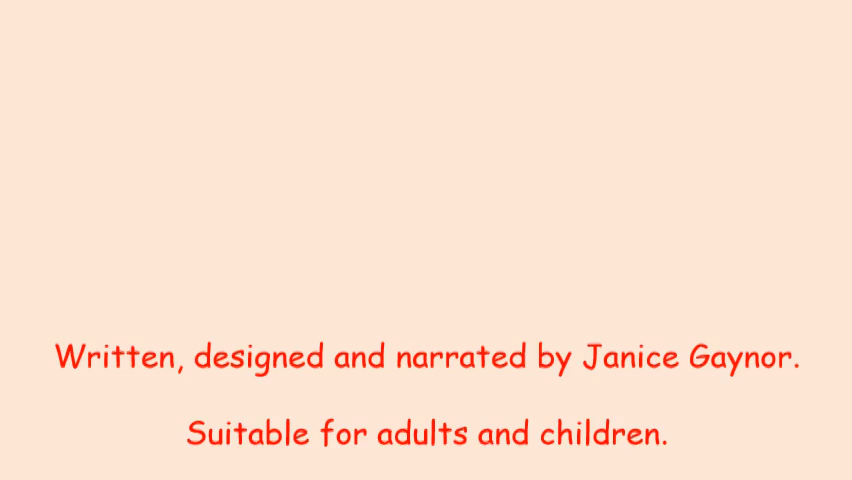 Written, designed and narrated by Janice Gaynor.
Suitable for adults and children.